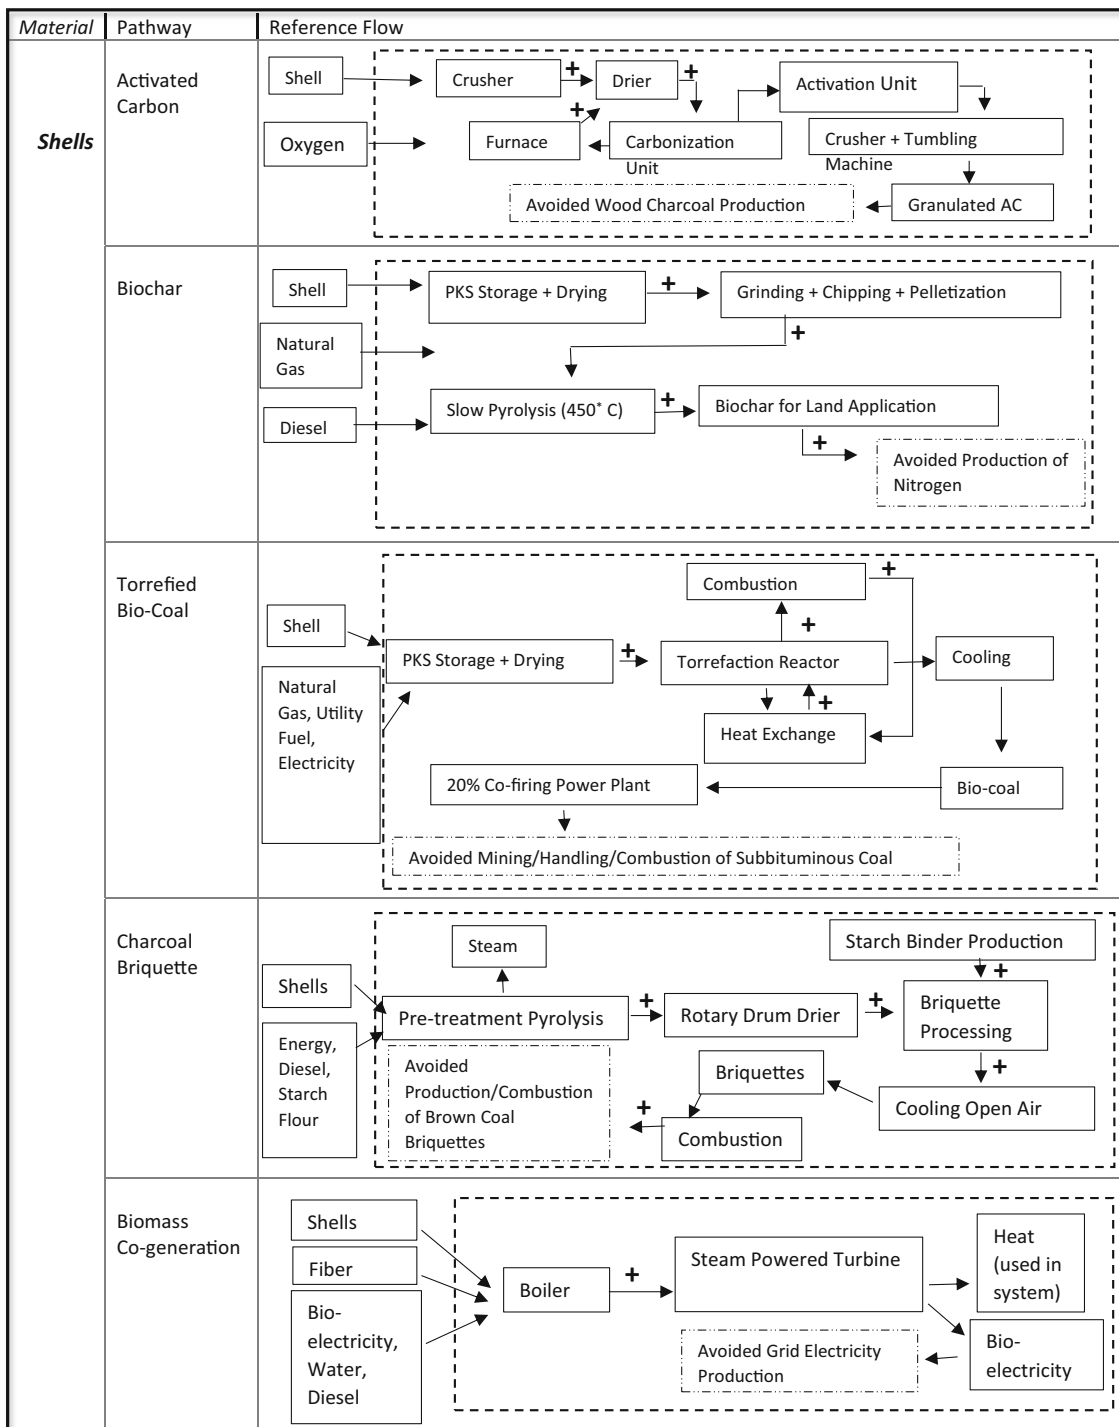 Material Pathway Reference Flow
Shells
Activated
Carbon
Shell
Oxygen
Crusher
+
Drier
+
Furnace
+
Carbonization
Unit
Activation Unit
Crusher + Tumbling
Machine
Granulated AC
Avoided Wood Charcoal Production
Biochar
Shell
Natural
Gas
Diesel
PKS Storage + Drying
+
Grinding + Chipping + Pelletization
+
Slow Pyrolysis (450° C)
+
Biochar for Land Application
+
Avoided Production of
Nitrogen
Torrefied
Bio-Coal
Shell
Natural
Gas, Utility
Fuel,
Electricity
PKS Storage + Drying
+
Combustion
+
+
Torrefaction Reactor
+
Heat Exchange
Cooling
Bio-coal
20% Co-firing Power Plant
Avoided Mining/Handling/Combustion of Subbituminous Coal
Charcoal
Briquette
Shells
Energy,
Diesel,
Starch
Flour
Steam
Pre-treatment Pyrolysis
+
Rotary Drum Drier
+
Starch Binder Production
+
Briquette
Processing
+
Cooling Open Air
Briquettes
Combustion
+
Avoided
Production/Combustion
of Brown Coal
Briquettes
Biomass
Co-generation
Shells
Fiber
Bio-
electricity,
Water,
Diesel
Boiler
+
Steam Powered Turbine
Heat
(used in
system)
Bio-
electricity
Avoided Grid Electricity
Production